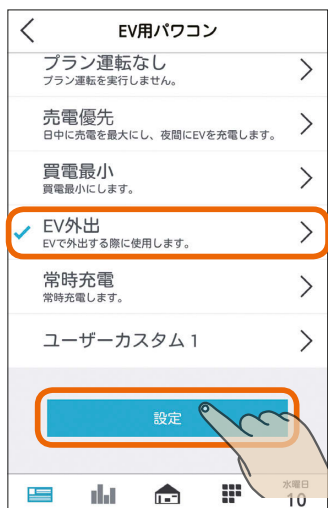 EV用パワコン
プラン運転なし
プラン運転を実行しません。
売電優先
日中に売電を最大にし、夜間にEVを充電します。
買電最小
買電最小にします。
EV外出
EVで外出する際に使用します。
常時充電
常時充電します。
ユーザーカスタム 1
設定
水曜日
10